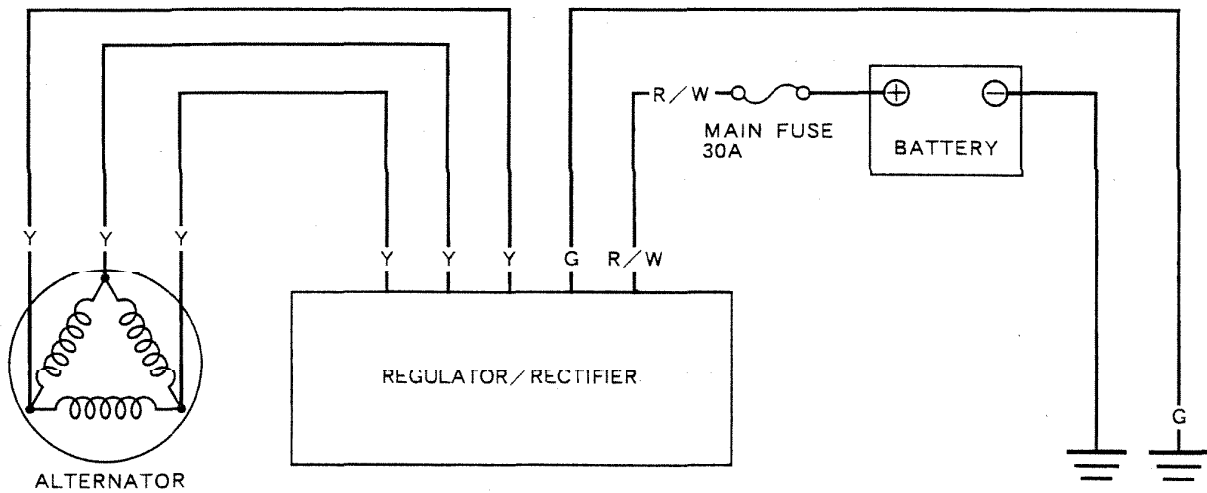 R/W
+
−
MAIN FUSE
30A
BATTERY
Y Y Y
Y Y Y G R/W
REGULATOR/RECTIFIER
G
ALTERNATOR